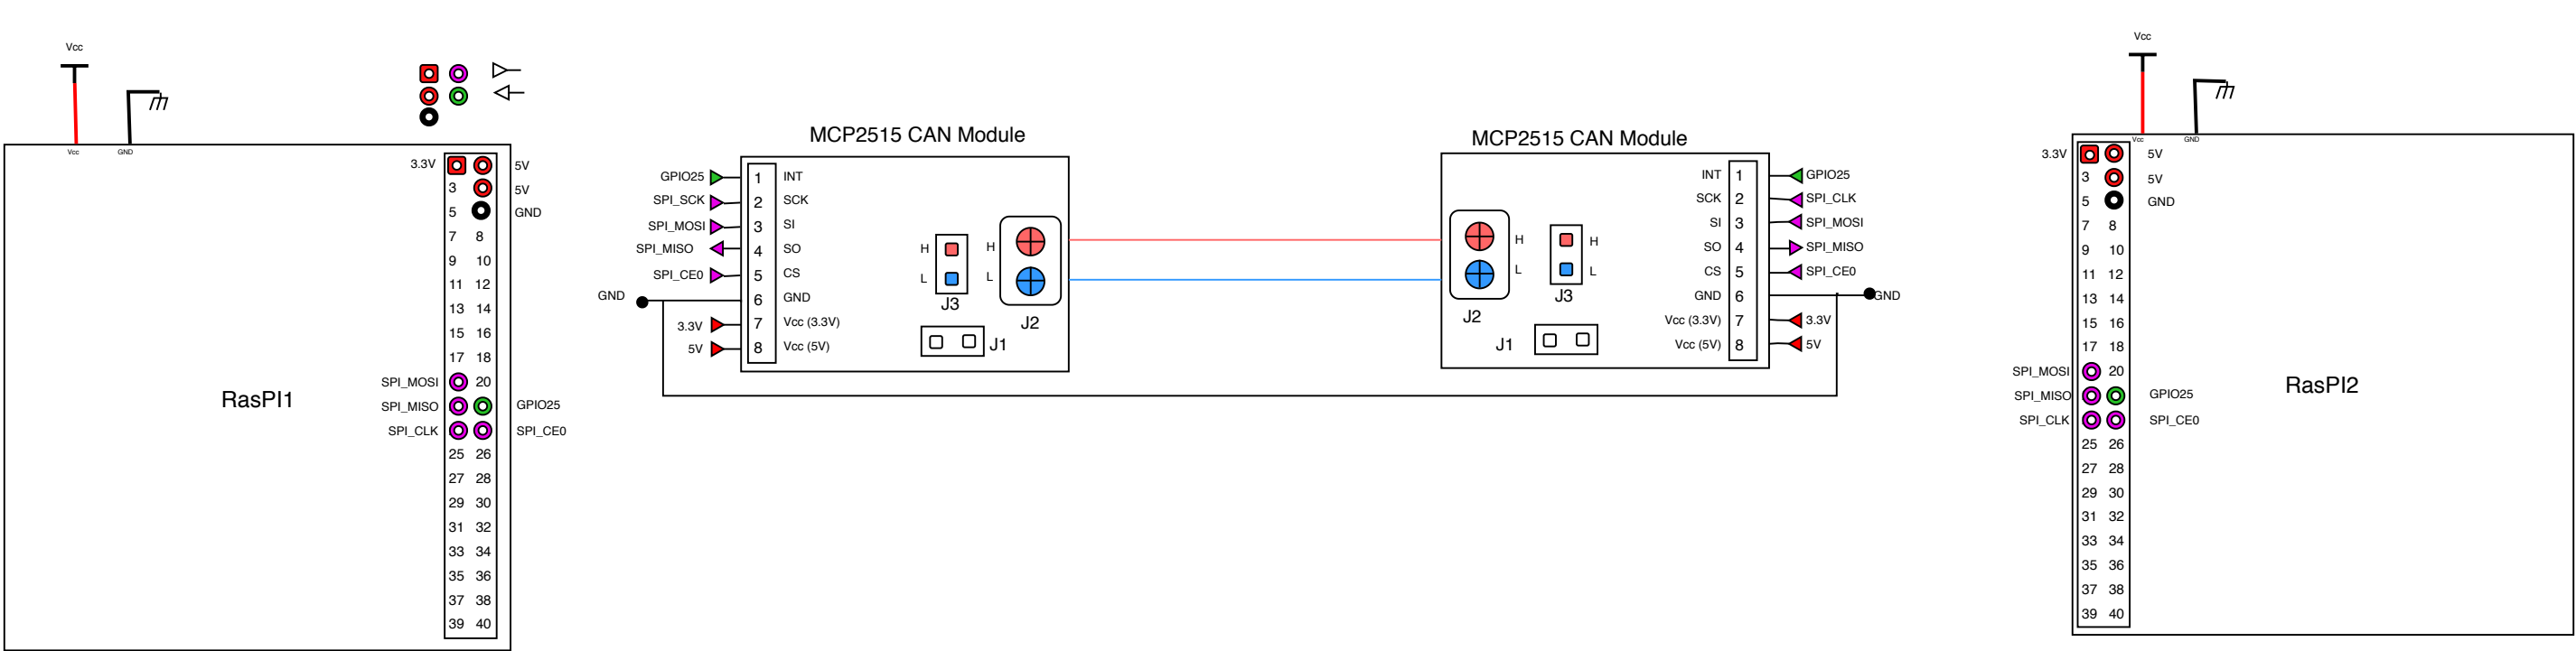 Vcc
Vcc GND
3.3V 5V
3 5V
5 GND
7 8
9 10
11 12
13 14
15 16
17 18
SPI_MOSI 20
SPI_MISO GPIO25
SPI_CLK SPI_CE0
25 26
27 28
29 30
31 32
33 34
35 36
37 38
39 40
RasPI1
MCP2515 CAN Module
GPIO25 1 INT
SPI_SCK 2 SCK
SPI_MOSI 3 SI
SPI_MISO 4 SO
SPI_CE0 5 CS
GND 6 GND
3.3V 7 Vcc (3.3V)
5V 8 Vcc (5V)
H H
L L
J3
J2
J1
MCP2515 CAN Module
INT 1 GPIO25
SCK 2 SPI_CLK
SI 3 SPI_MOSI
SO 4 SPI_MISO
CS 5 SPI_CE0
GND 6 GND
Vcc (3.3V) 7 3.3V
Vcc (5V) 8 5V
H H
L L
J3
J2
J1
Vcc
Vcc GND
3.3V 5V
3 5V
5 GND
7 8
9 10
11 12
13 14
15 16
17 18
SPI_MOSI 20
SPI_MISO GPIO25
SPI_CLK SPI_CE0
25 26
27 28
29 30
31 32
33 34
35 36
37 38
39 40
RasPI2